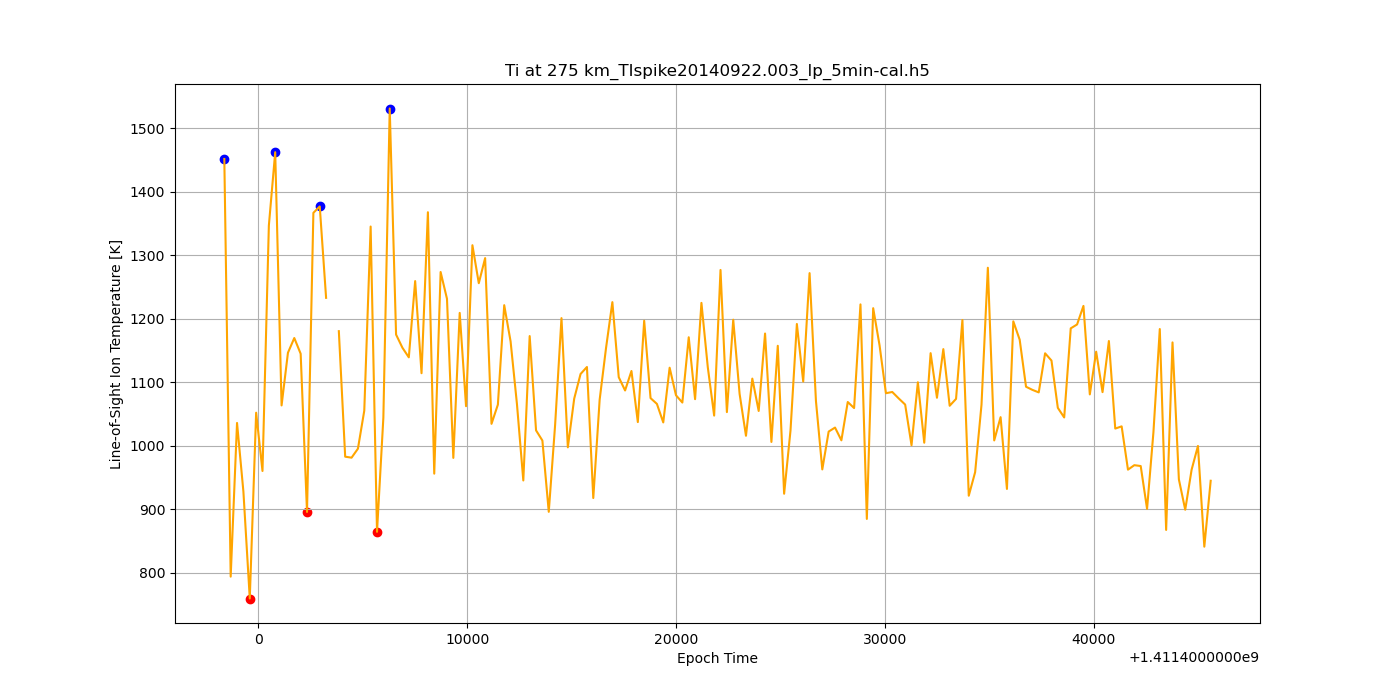 Ti at 275 km_TIspike20140922.003_lp_5min-cal.h5
Line-of-Sight Ion Temperature [K]
1500
1400
1300
1200
1100
1000
900
800
0 10000 20000 30000 40000
Epoch Time
+1.4114000000e9